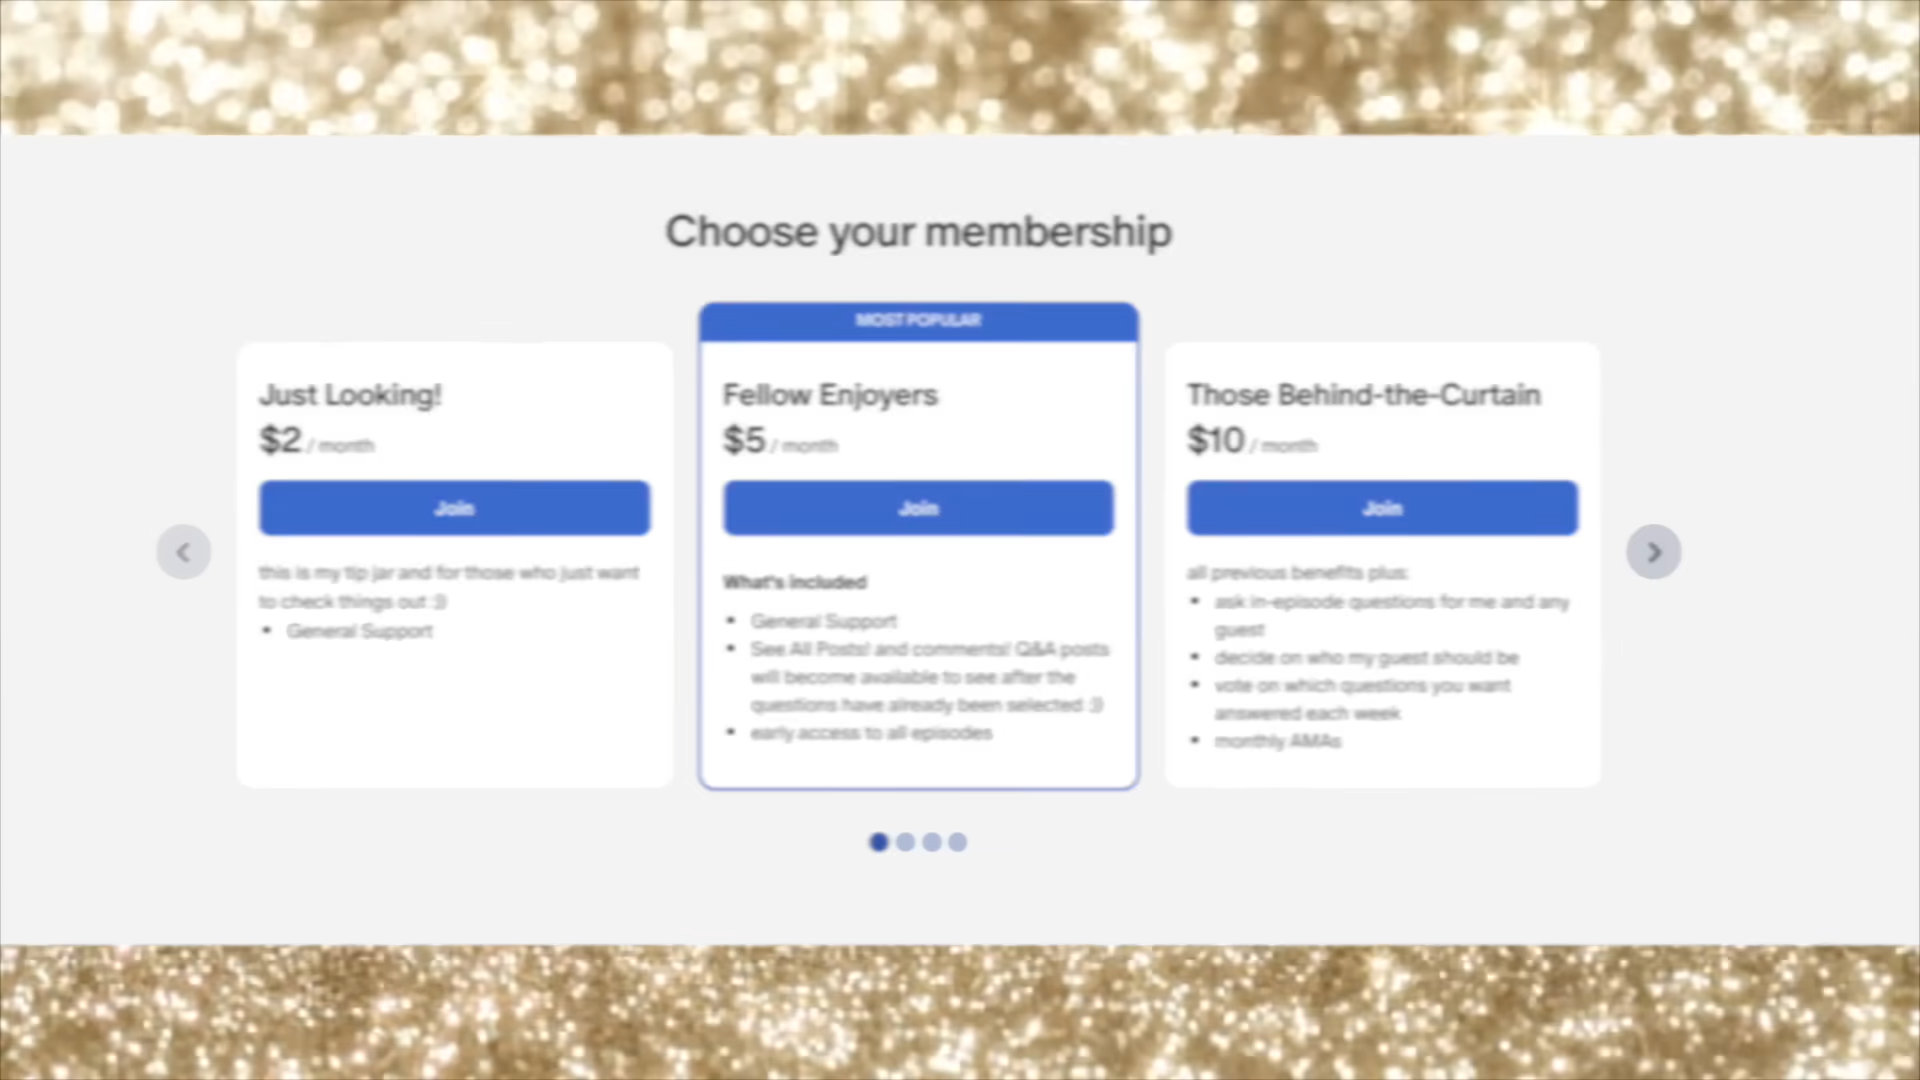 Choose your membership
MOST POPULAR
Just Looking!
$2 / month
Join
this is my tip jar and for those who just want
to check things out :)
• General Support
Fellow Enjoyers
$5 / month
Join
What's included
• General Support
• See All Posts! and comments! Q&A posts
will become available to see after the
questions have already been selected :)
• early access to all episodes
Those Behind-the-Curtain
$10 / month
Join
all previous benefits plus:
• ask in-episode questions for me and any
guest
• decide on who my guest should be
• vote on which questions you want
answered each week
• monthly AMAs